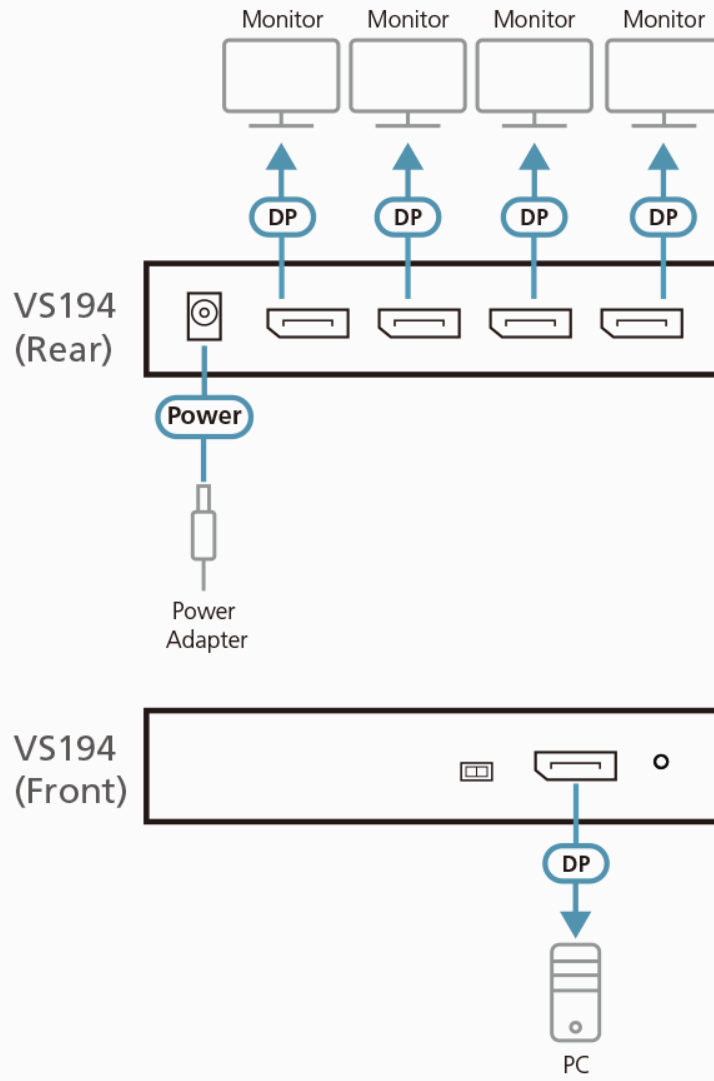 Monitor Monitor Monitor Monitor
DP DP DP DP
VS194
(Rear)
Power
Power
Adapter
VS194
(Front)
DP
PC